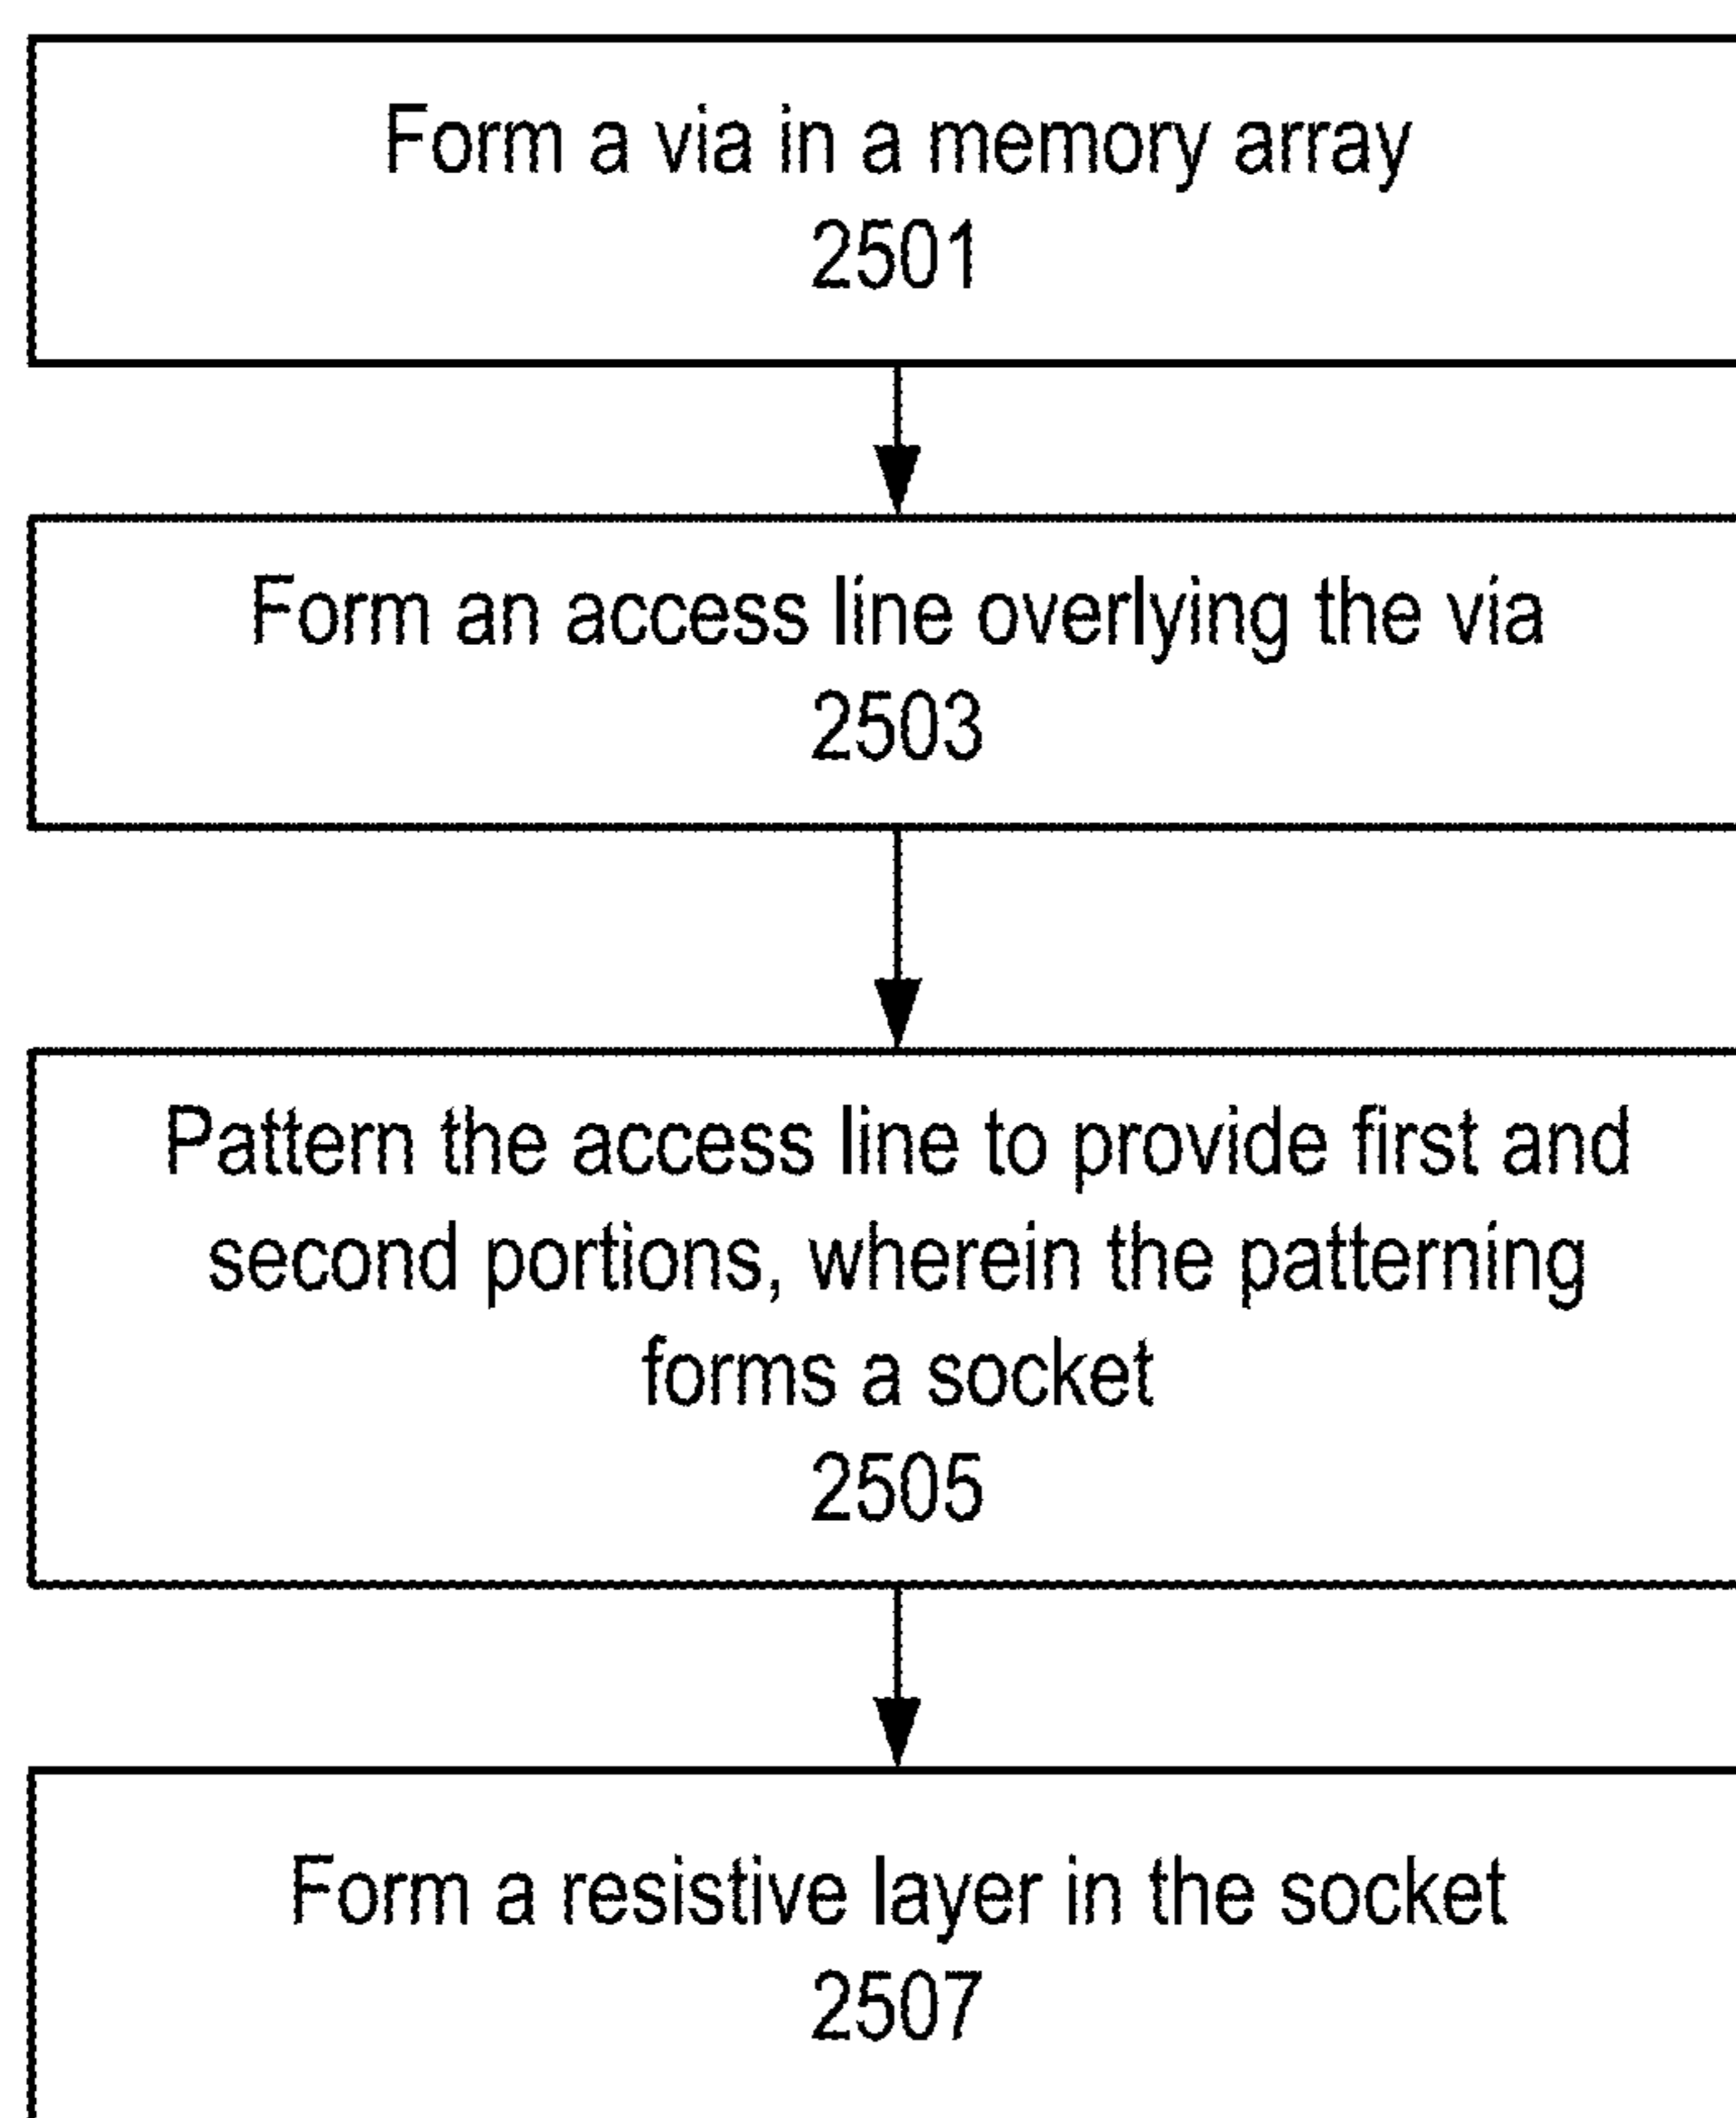 Form a via in a memory array
2501
Form an access line overlying the via
2503
Pattern the access line to provide first and
second portions, wherein the patterning
forms a socket
2505
Form a resistive layer in the socket
2507